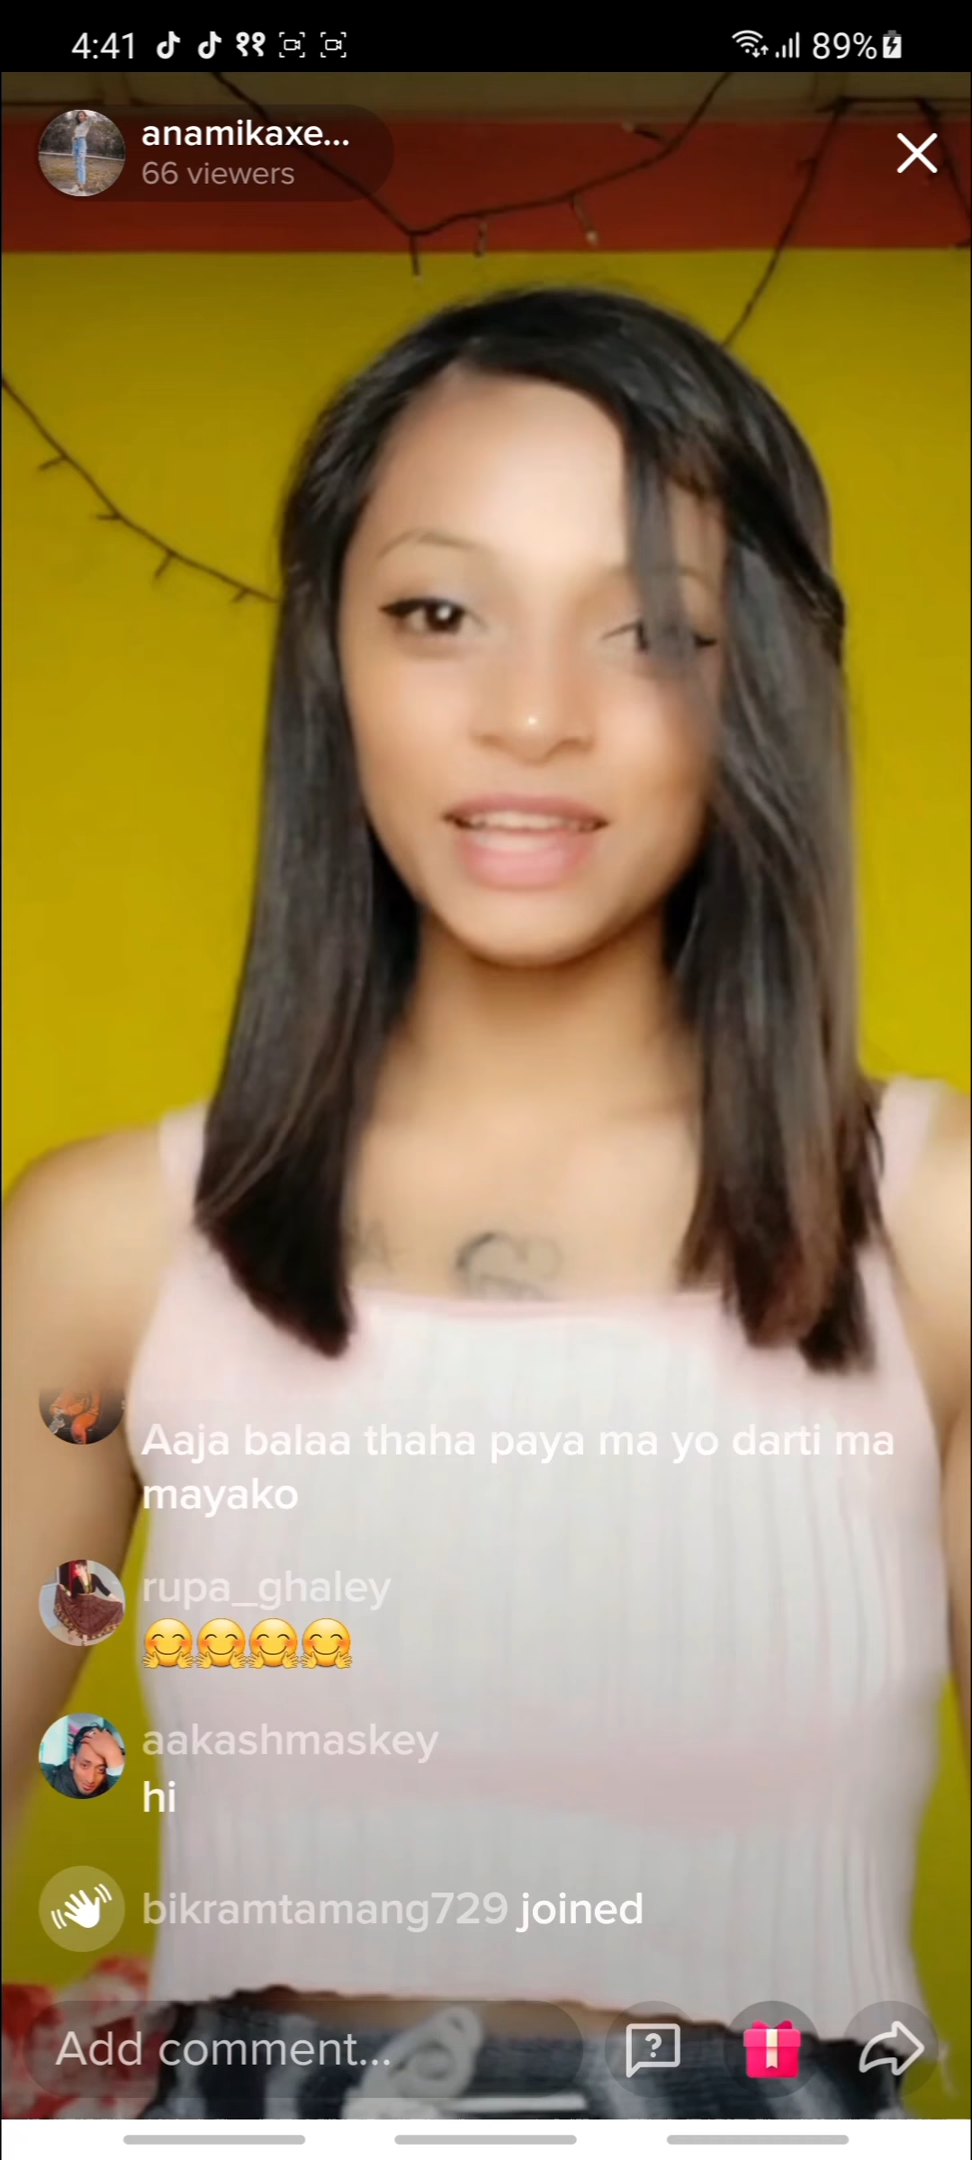 4:41
89%
anamikaxe...
66 viewers
Aaja balaa thaha paya ma yo darti ma
mayako
rupa_ghaley
🤗🤗🤗🤗
aakashmaskey
hi
bikramtamang729 joined
Add comment...